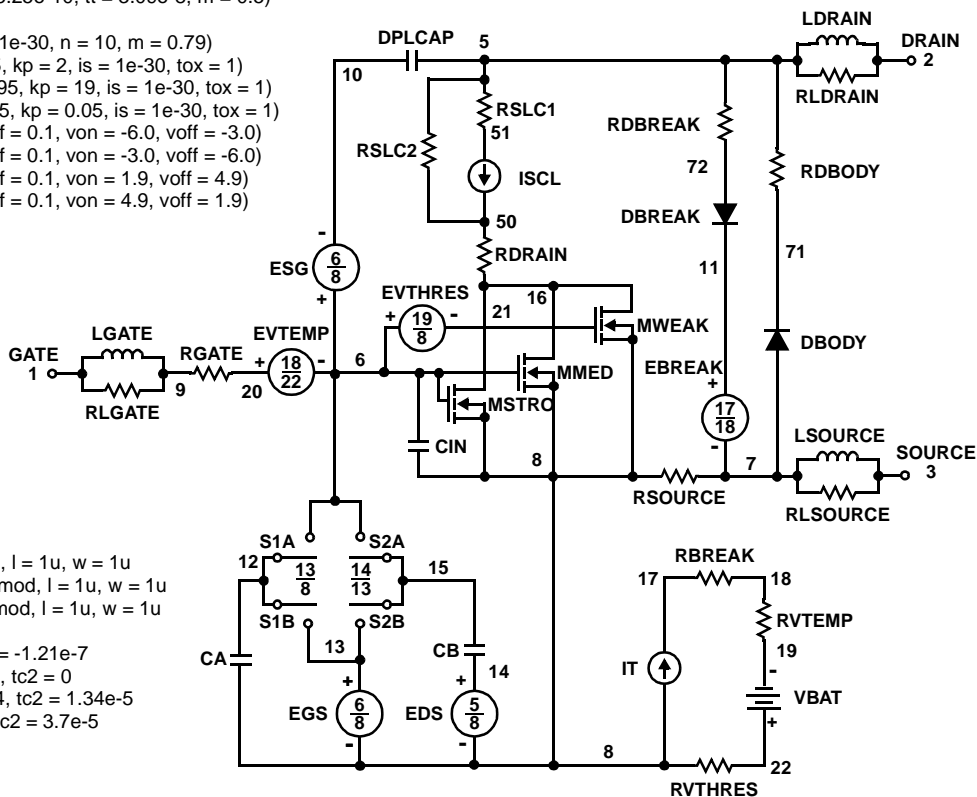 1e-30, n = 10, m = 0.79)
, kp = 2, is = 1e-30, tox = 1)
95, kp = 19, is = 1e-30, tox = 1)
5, kp = 0.05, is = 1e-30, tox = 1)
f = 0.1, von = -6.0, voff = -3.0)
f = 0.1, von = -3.0, voff = -6.0)
f = 0.1, von = 1.9, voff = 4.9)
f = 0.1, von = 4.9, voff = 1.9)
DPLCAP
5
10
LDRAIN
DRAIN
2
RLDRAIN
RSLC1
51
RSLC2
ISCL
50
RDBREAK
72
RDBODY
DBREAK
71
11
RDRAIN
-
ESG
6
8
+
EVTHRES
16
21
+
19
8
-
MWEAK
LGATE
EVTEMP
GATE
1
RGATE
+
18
22
-
6
9
20
RLGATE
MMED
MSTRO
EBREAK
+
17
18
-
DBODY
CIN
8
7
RSOURCE
LSOURCE
SOURCE
3
RLSOURCE
, l = 1u, w = 1u
mod, l = 1u, w = 1u
mod, l = 1u, w = 1u
= -1.21e-7
, tc2 = 0
4, tc2 = 1.34e-5
c2 = 3.7e-5
S1A
S2A
12
13
8
14
13
15
S1B
S2B
13
CA
CB
14
+
+
EGS
6
8
EDS
5
8
-
-
8
RBREAK
17
18
RVTEMP
19
IT
-
VBAT
+
22
RVTHRES